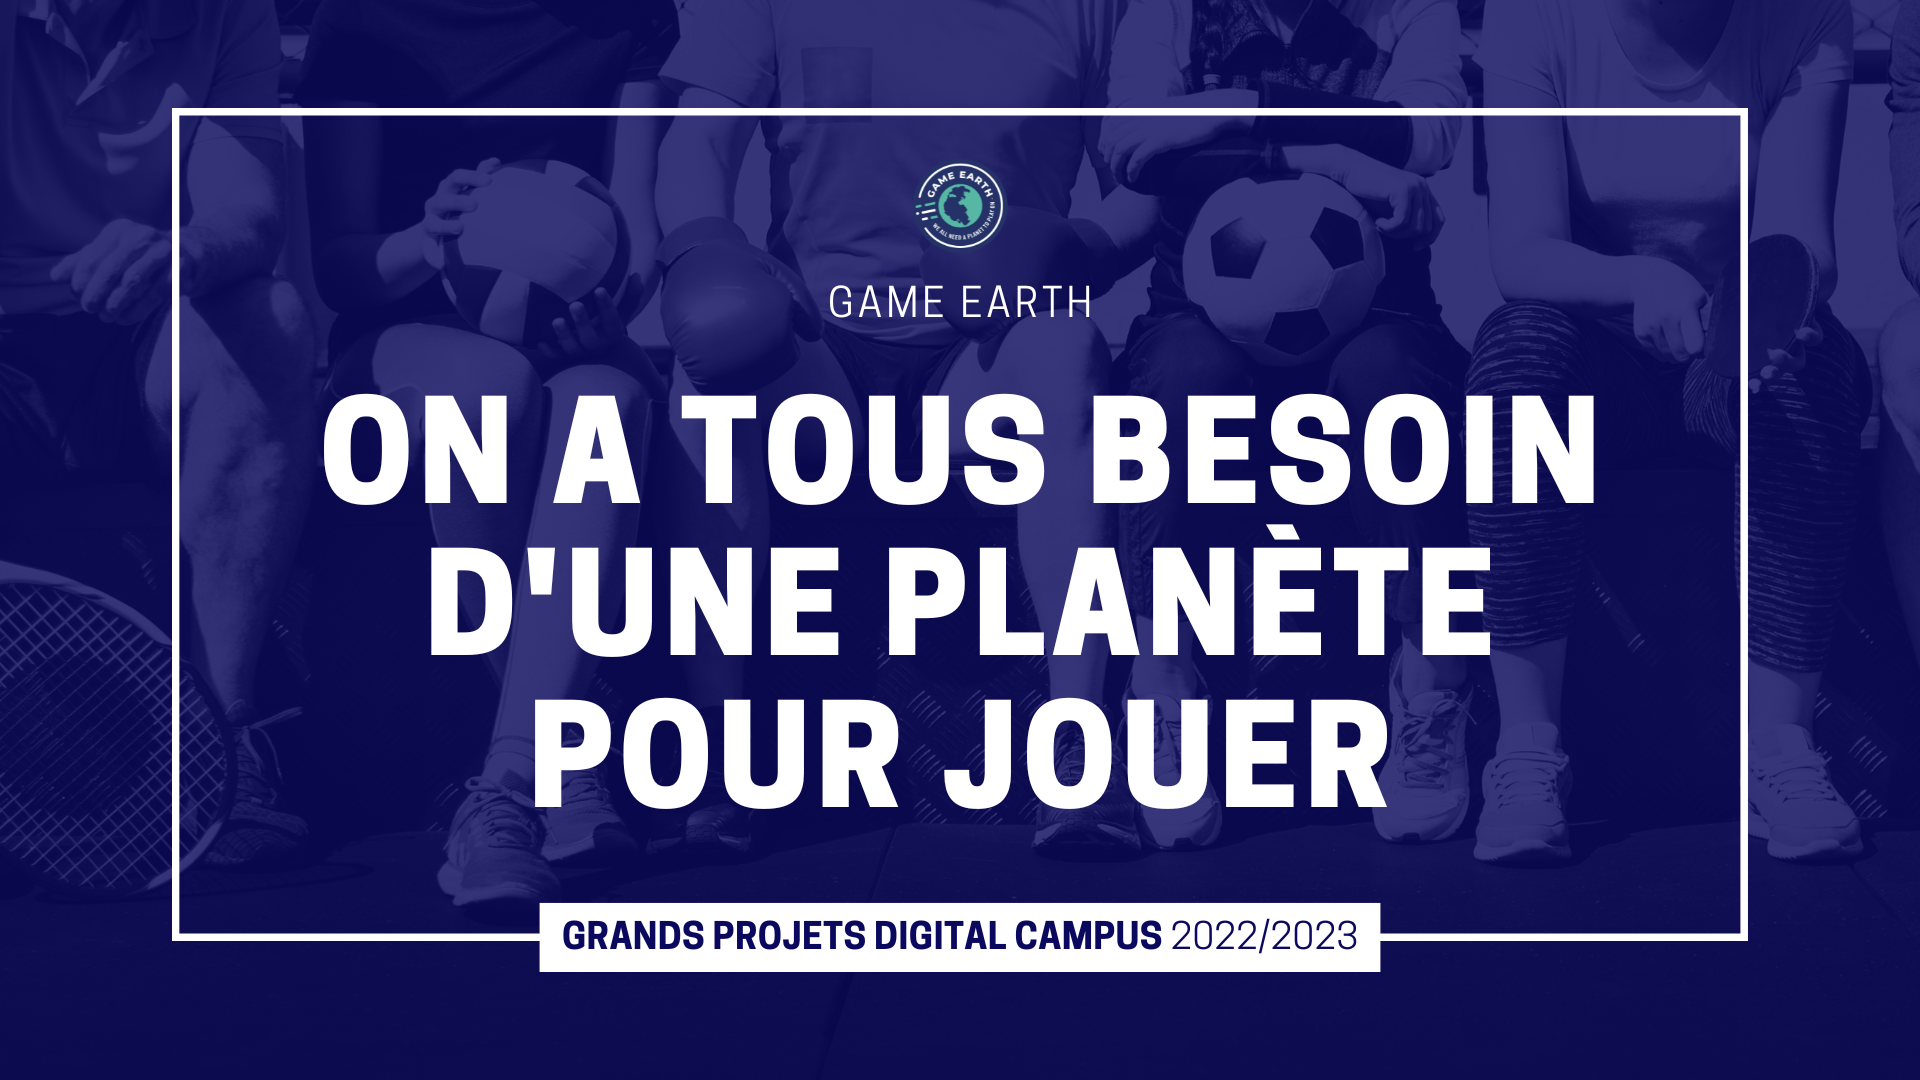 GAME EARTH
WE ALL NEED A PLANET TO PLAY ON
GAME EARTH
ON A TOUS BESOIN
D'UNE PLANÈTE
POUR JOUER
GRANDS PROJETS DIGITAL CAMPUS 2022/2023